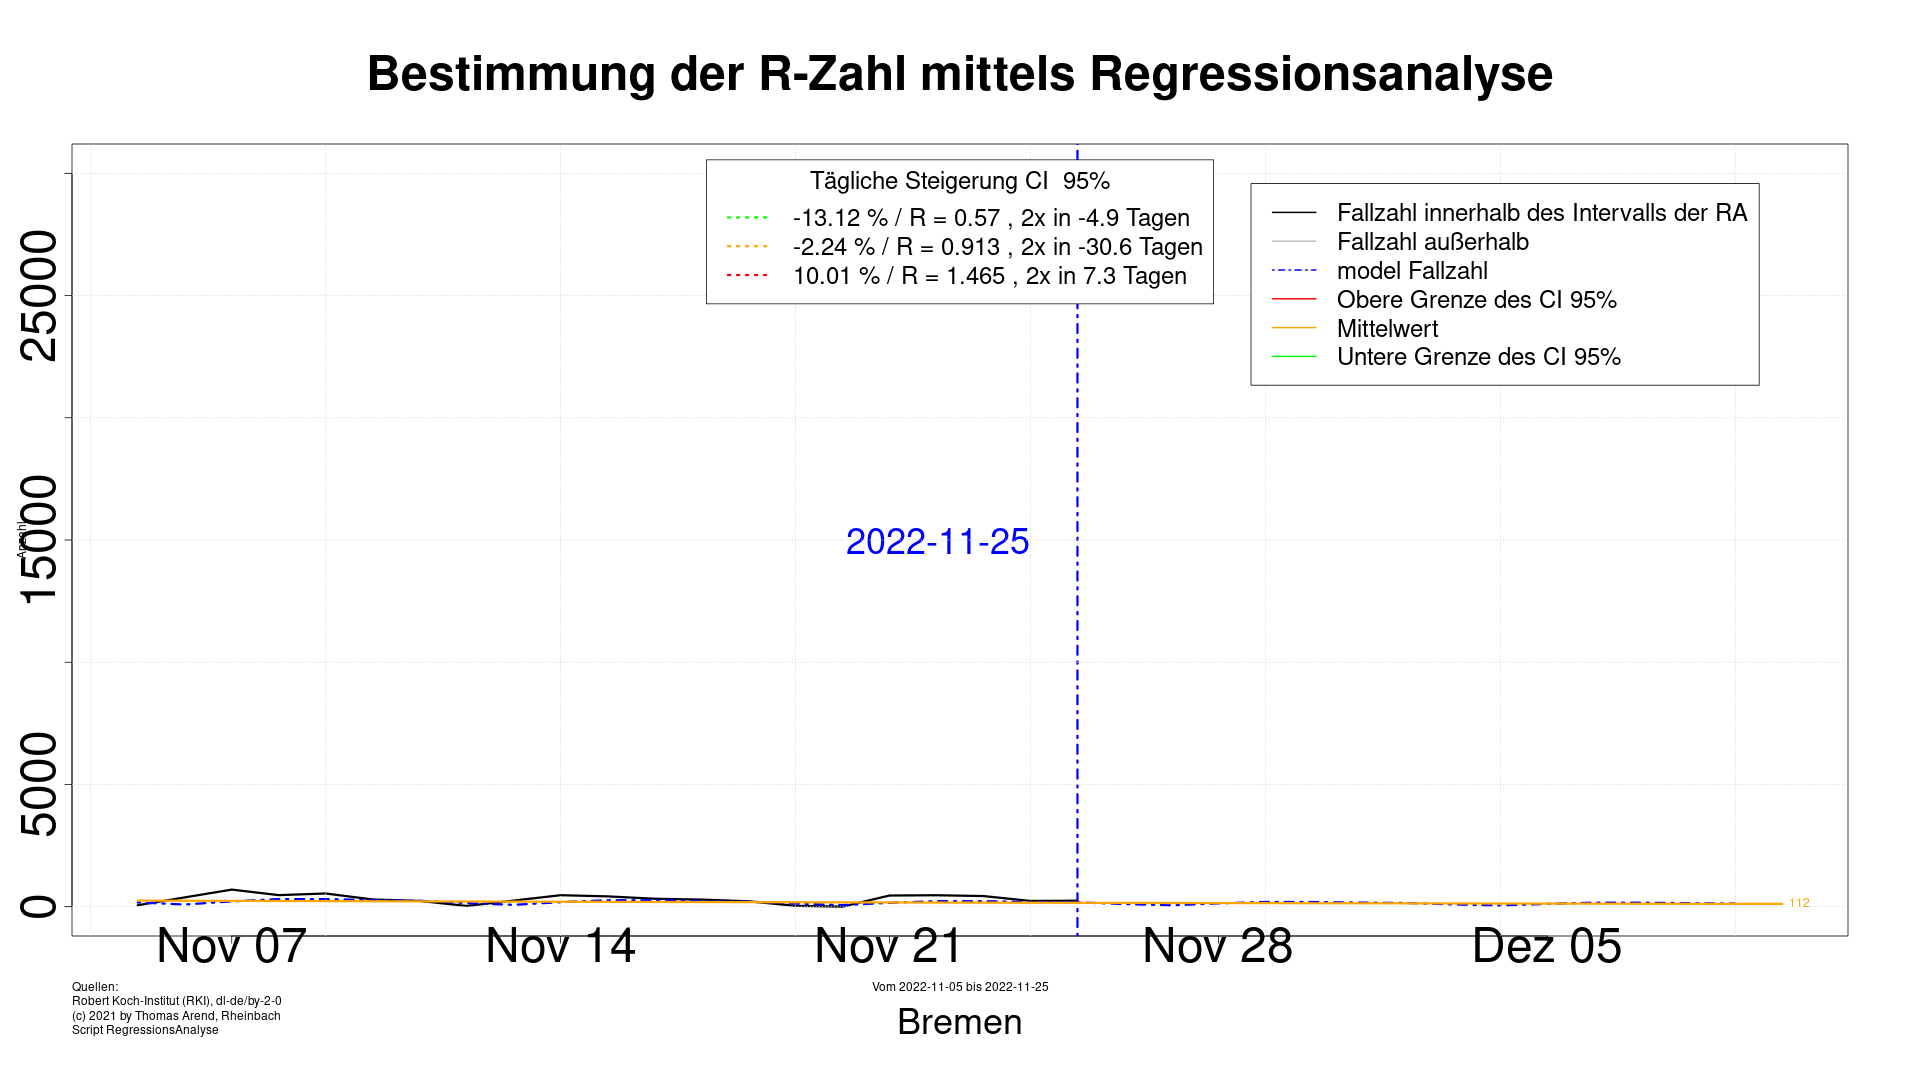 Bestimmung der R-Zahl mittels Regressionsanalyse
Tägliche Steigerung CI  95%
-13.12 % / R = 0.57 , 2x in -4.9 Tagen
-2.24 % / R = 0.913 , 2x in -30.6 Tagen
10.01 % / R = 1.465 , 2x in 7.3 Tagen
Fallzahl innerhalb des Intervalls der RA
Fallzahl außerhalb
model Fallzahl
Obere Grenze des CI 95%
Mittelwert
Untere Grenze des CI 95%
25000
15000
5000
0
Anzahl
2022-11-25
112
Nov 07
Nov 14
Nov 21
Nov 28
Dez 05
Quellen:
Robert Koch-Institut (RKI), dl-de/by-2-0
(c) 2021 by Thomas Arend, Rheinbach
Script RegressionsAnalyse
Vom 2022-11-05 bis 2022-11-25
Bremen